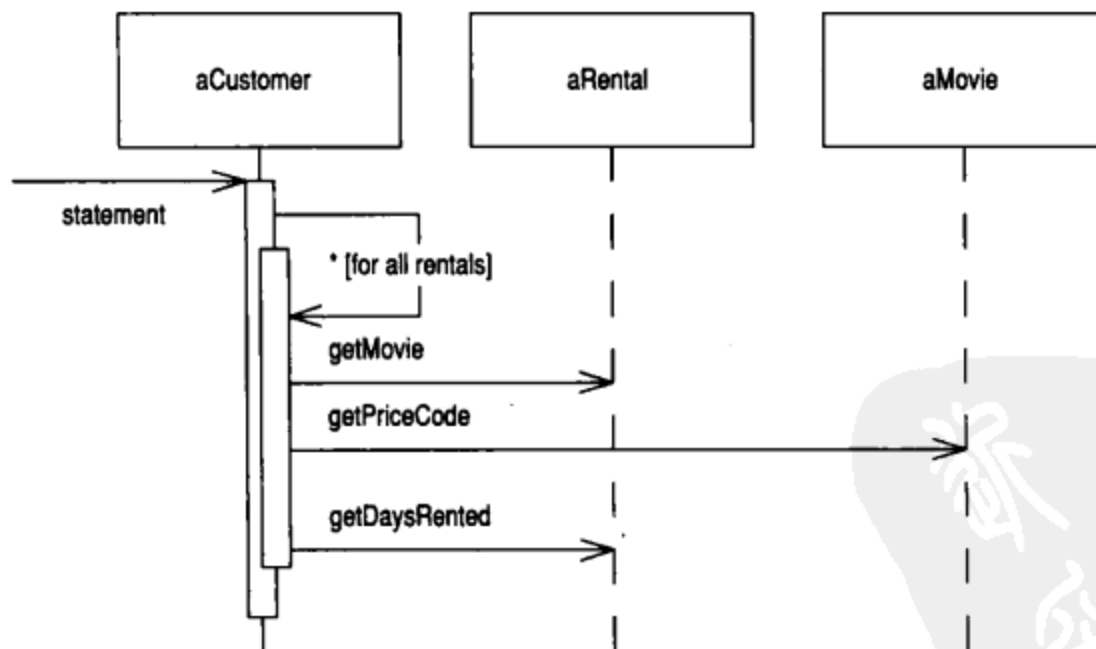 aCustomer
aRental
aMovie
statement
* [for all rentals]
getMovie
getPriceCode
getDaysRented